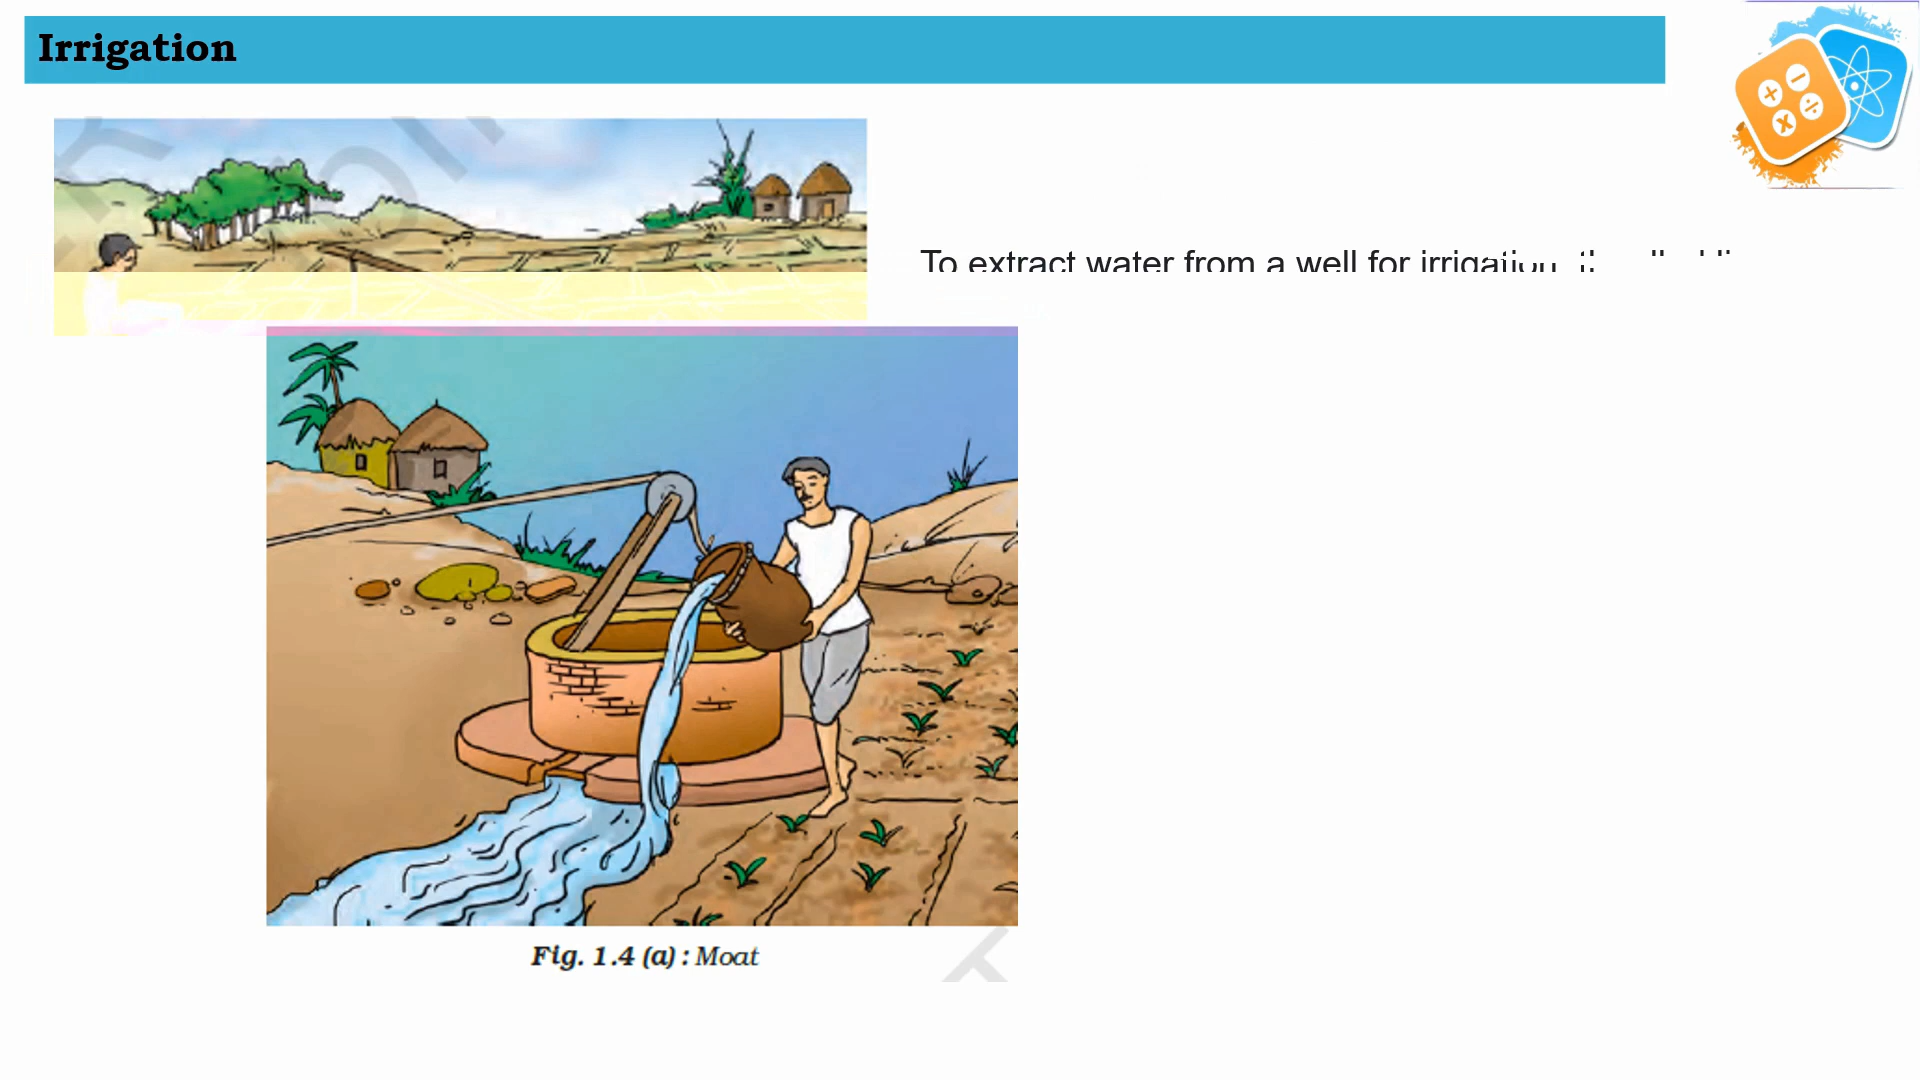 Irrigation
To extract water from a well for irrigation
Fig. 1.4 (a) : Moat